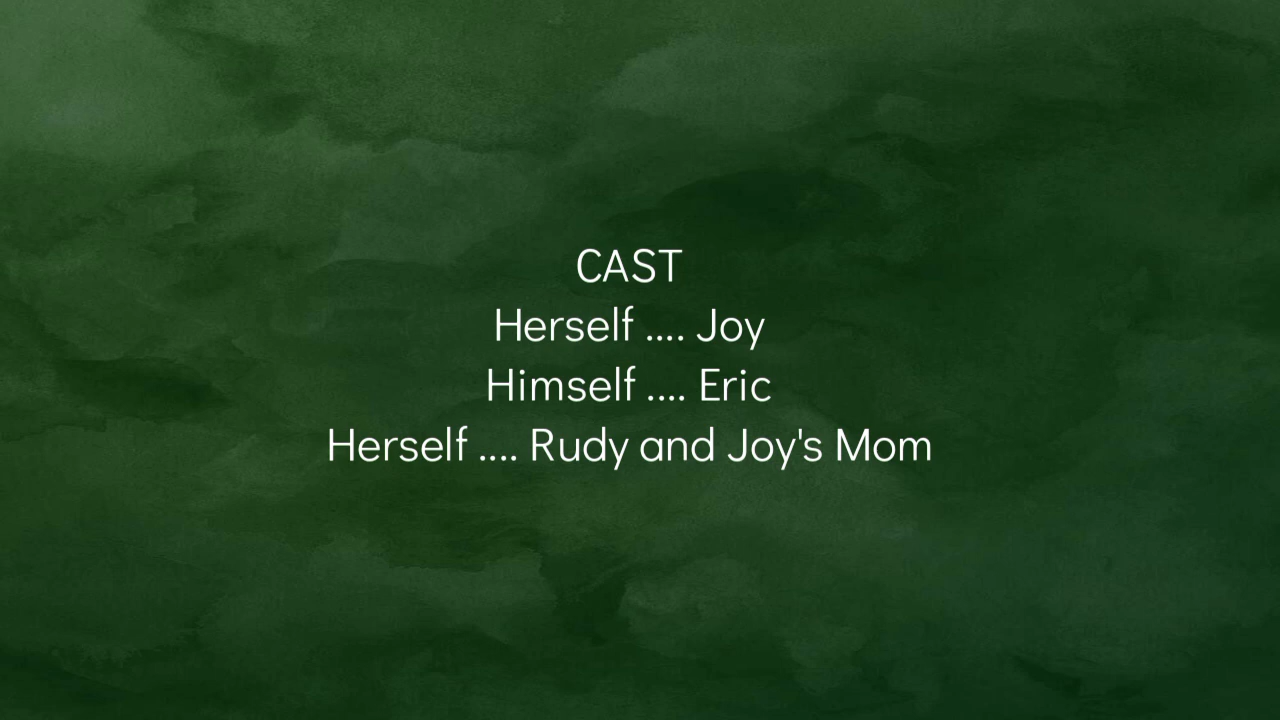 CAST
Herself .... Joy
Himself .... Eric
Herself .... Rudy and Joy's Mom